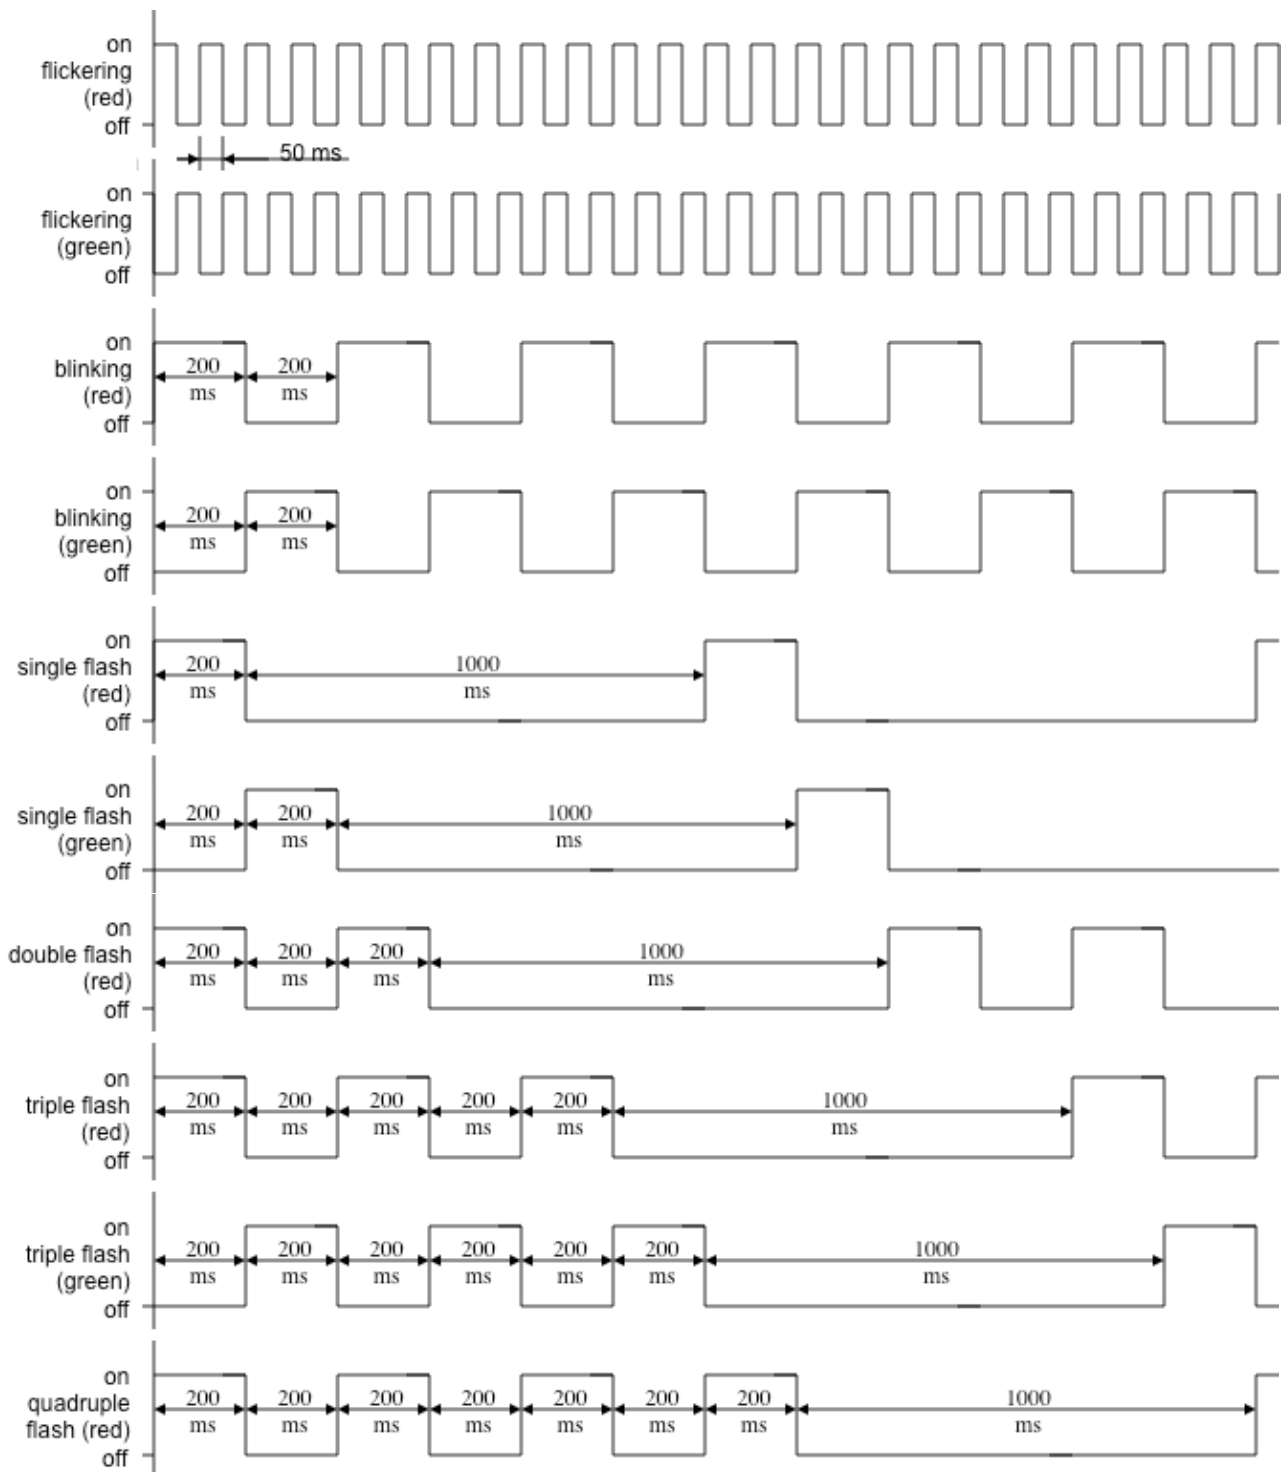 on
flickering
(red)
off
50 ms
on
flickering
(green)
off
on
blinking
(red)
off
200 200
ms ms
on
blinking
(green)
off
200 200
ms ms
on
single flash
(red)
off
200 1000
ms ms
on
single flash
(green)
off
200 200 1000
ms ms ms
on
double flash
(red)
off
200 200 200 1000
ms ms ms ms
on
triple flash
(red)
off
200 200 200 200 200 1000
ms ms ms ms ms ms
on
triple flash
(green)
off
200 200 200 200 200 200 1000
ms ms ms ms ms ms ms
on
quadruple
flash (red)
off
200 200 200 200 200 200 200 1000
ms ms ms ms ms ms ms ms